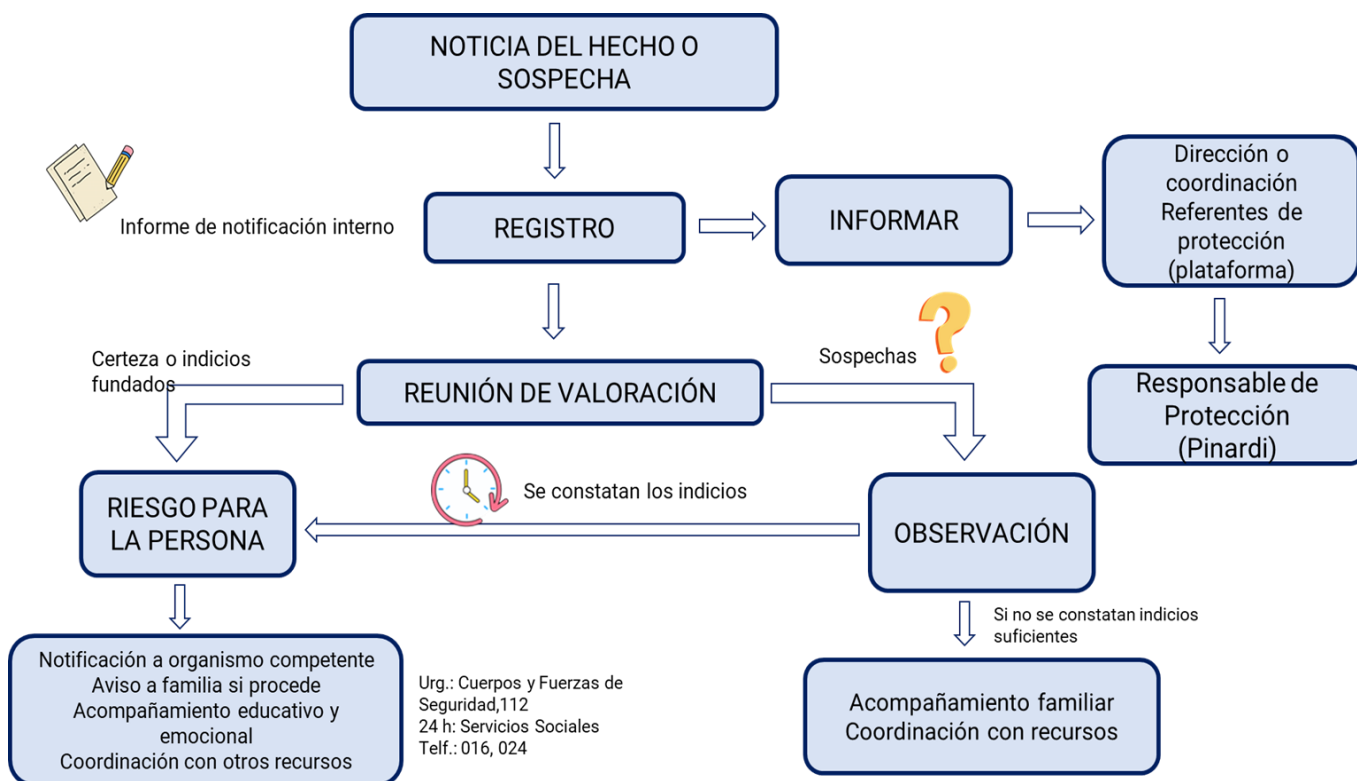 NOTICIA DEL HECHO O
SOSPECHA
Informe de notificación interno
REGISTRO
INFORMAR
Dirección o
coordinación
Referentes de
protección
(plataforma)
Certeza o indicios
fundados
REUNIÓN DE VALORACIÓN
Sospechas
?
Responsable de
Protección
(Pinardi)
RIESGO PARA
LA PERSONA
Se constatan los indicios
OBSERVACIÓN
Si no se constatan indicios
suficientes
Notificación a organismo competente
Aviso a familia si procede
Acompañamiento educativo y
emocional
Coordinación con otros recursos
Urg.: Cuerpos y Fuerzas de
Seguridad,112
24 h: Servicios Sociales
Telf.: 016, 024
Acompañamiento familiar
Coordinación con recursos